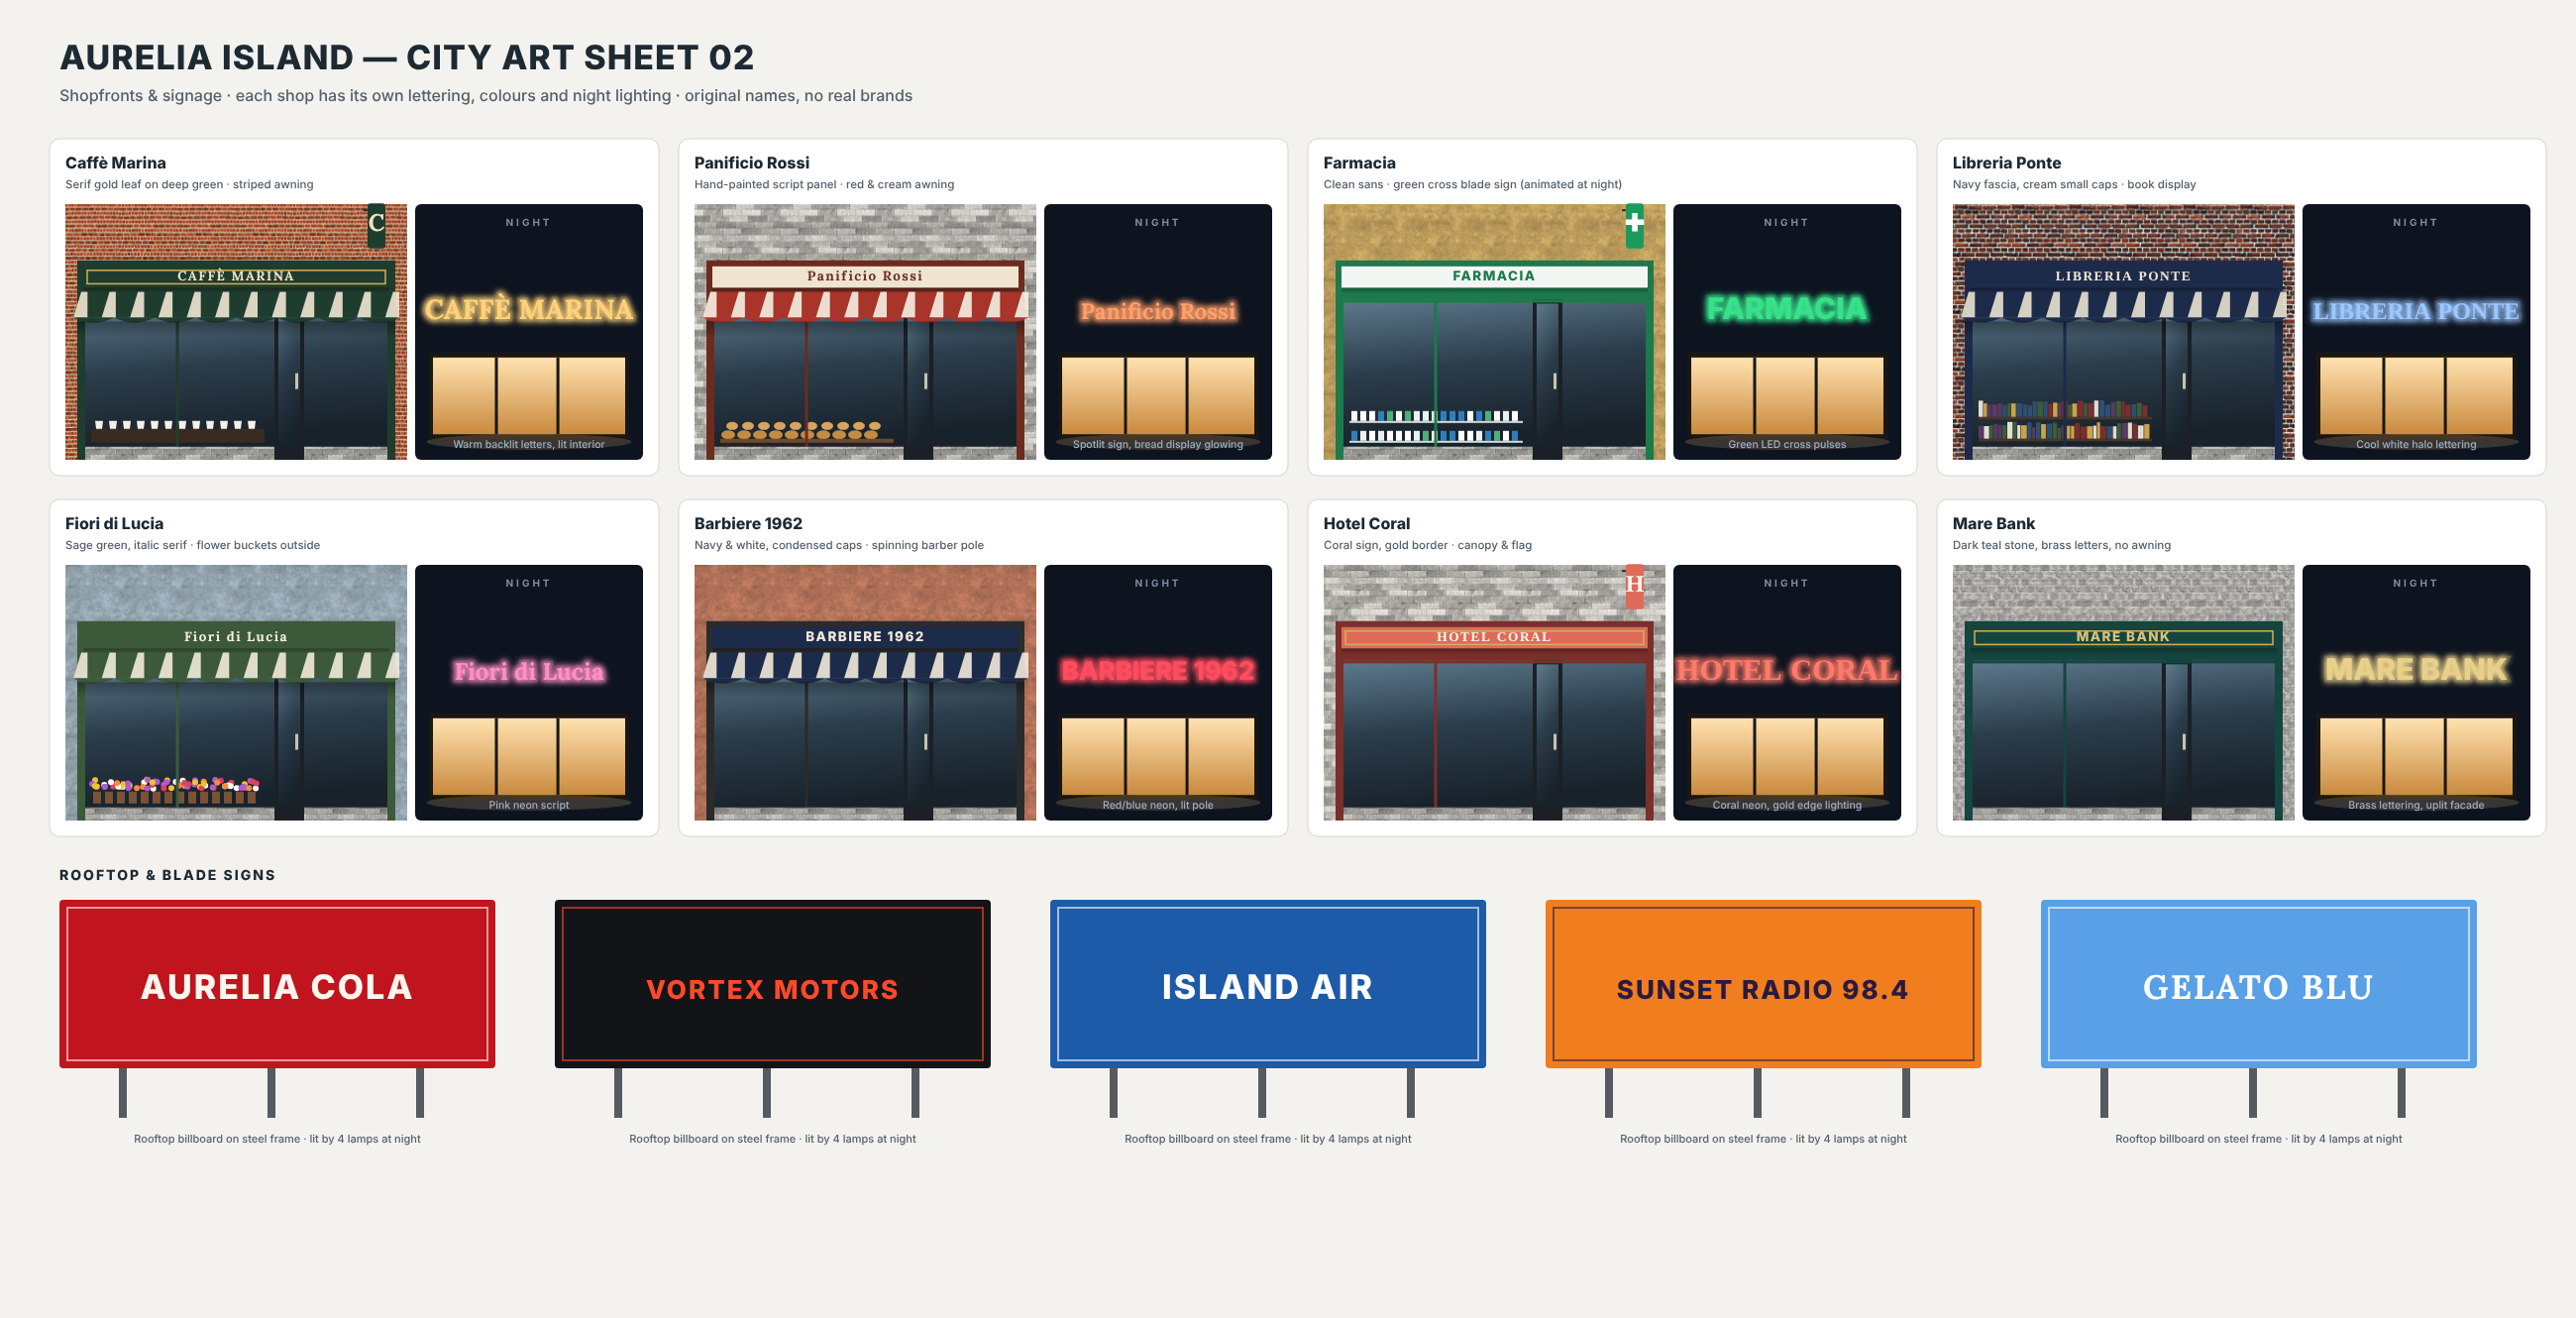 AURELIA ISLAND — CITY ART SHEET 02
Shopfronts & signage · each shop has its own lettering, colours and night lighting · original names, no real brands
Caffè Marina
Serif gold leaf on deep green · striped awning
C
CAFFÈ MARINA
NIGHT
CAFFÈ MARINA
Warm backlit letters, lit interior
Panificio Rossi
Hand-painted script panel · red & cream awning
Panificio Rossi
NIGHT
Panificio Rossi
Spotlit sign, bread display glowing
Farmacia
Clean sans · green cross blade sign (animated at night)
FARMACIA
NIGHT
FARMACIA
Green LED cross pulses
Libreria Ponte
Navy fascia, cream small caps · book display
LIBRERIA PONTE
NIGHT
LIBRERIA PONTE
Cool white halo lettering
Fiori di Lucia
Sage green, italic serif · flower buckets outside
Fiori di Lucia
NIGHT
Fiori di Lucia
Pink neon script
Barbiere 1962
Navy & white, condensed caps · spinning barber pole
BARBIERE 1962
NIGHT
BARBIERE 1962
Red/blue neon, lit pole
Hotel Coral
Coral sign, gold border · canopy & flag
H
HOTEL CORAL
NIGHT
HOTEL CORAL
Coral neon, gold edge lighting
Mare Bank
Dark teal stone, brass letters, no awning
MARE BANK
NIGHT
MARE BANK
Brass lettering, uplit facade
ROOFTOP & BLADE SIGNS
AURELIA COLA
Rooftop billboard on steel frame · lit by 4 lamps at night
VORTEX MOTORS
Rooftop billboard on steel frame · lit by 4 lamps at night
ISLAND AIR
Rooftop billboard on steel frame · lit by 4 lamps at night
SUNSET RADIO 98.4
Rooftop billboard on steel frame · lit by 4 lamps at night
GELATO BLU
Rooftop billboard on steel frame · lit by 4 lamps at night